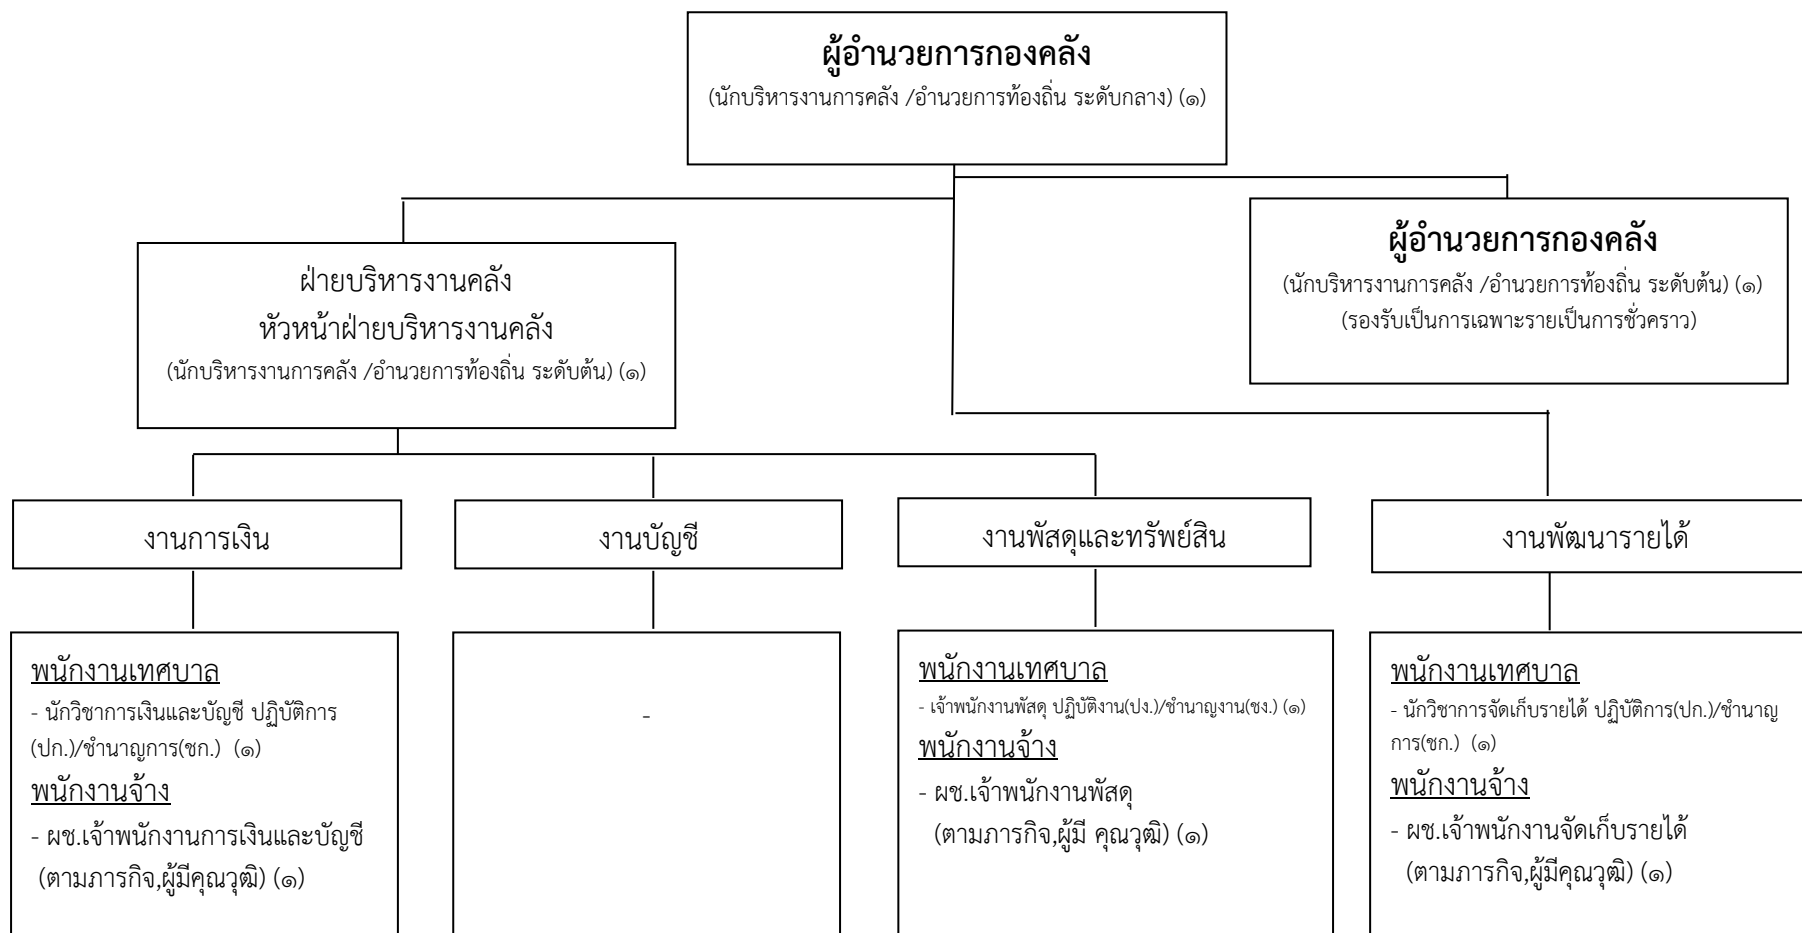 ผู้อำนวยการกองคลัง
(นักบริหารงานการคลัง /อำนวยการท้องถิ่น ระดับกลาง) (๑)
ผู้อำนวยการกองคลัง
(นักบริหารงานการคลัง /อำนวยการท้องถิ่น ระดับต้น) (๑)
(รองรับเป็นการเฉพาะรายเป็นการชั่วคราว)
ฝ่ายบริหารงานคลัง
หัวหน้าฝ่ายบริหารงานคลัง
(นักบริหารงานการคลัง /อำนวยการท้องถิ่น ระดับต้น) (๑)
งานการเงิน
งานบัญชี
งานพัสดุและทรัพย์สิน
งานพัฒนารายได้
พนักงานเทศบาล
- นักวิชาการเงินและบัญชี ปฏิบัติการ
(ปก.)/ชำนาญการ(ชก.) (๑)
พนักงานจ้าง
- ผช.เจ้าพนักงานการเงินและบัญชี
(ตามภารกิจ,ผู้มีคุณวุฒิ) (๑)
-
พนักงานเทศบาล
- เจ้าพนักงานพัสดุ ปฏิบัติงาน(ปง.)/ชำนาญงาน(ชง.) (๑)
พนักงานจ้าง
- ผช.เจ้าพนักงานพัสดุ
(ตามภารกิจ,ผู้มี คุณวุฒิ) (๑)
พนักงานเทศบาล
- นักวิชาการจัดเก็บรายได้ ปฏิบัติการ(ปก.)/ชำนาญ
การ(ชก.) (๑)
พนักงานจ้าง
- ผช.เจ้าพนักงานจัดเก็บรายได้
(ตามภารกิจ,ผู้มีคุณวุฒิ) (๑)